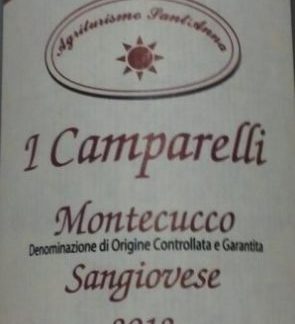 Agriturismo Sant'Anna
I Camparelli
Montecucco
Denominazione di Origine Controllata e Garantita
Sangiovese